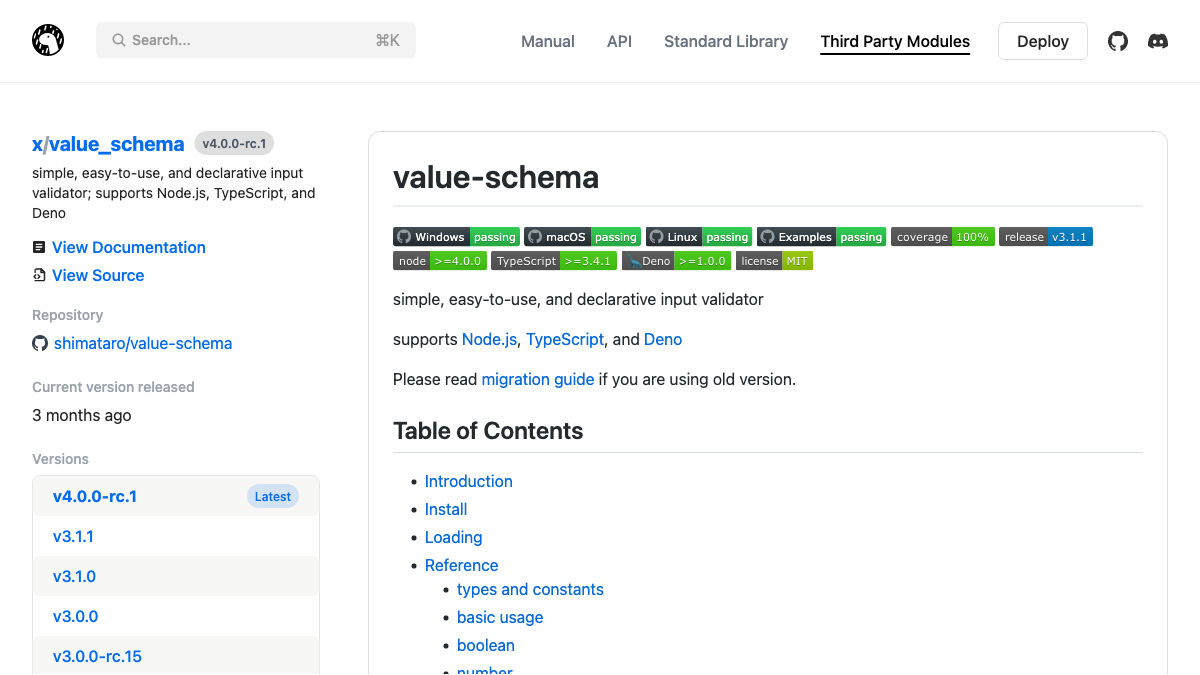 Search...
⌘K
Manual
API
Standard Library
Third Party Modules
Deploy
x/value_schema
v4.0.0-rc.1
simple, easy-to-use, and declarative input
validator; supports Node.js, TypeScript, and
Deno
View Documentation
View Source
Repository
shimataro/value-schema
Current version released
3 months ago
Versions
v4.0.0-rc.1
Latest
v3.1.1
v3.1.0
v3.0.0
v3.0.0-rc.15
value-schema
Windows passing
macOS passing
Linux passing
Examples passing
coverage 100%
release v3.1.1
node >=4.0.0
TypeScript >=3.4.1
Deno >=1.0.0
license MIT
simple, easy-to-use, and declarative input validator
supports Node.js, TypeScript, and Deno
Please read migration guide if you are using old version.
Table of Contents
Introduction
Install
Loading
Reference
types and constants
basic usage
boolean
number